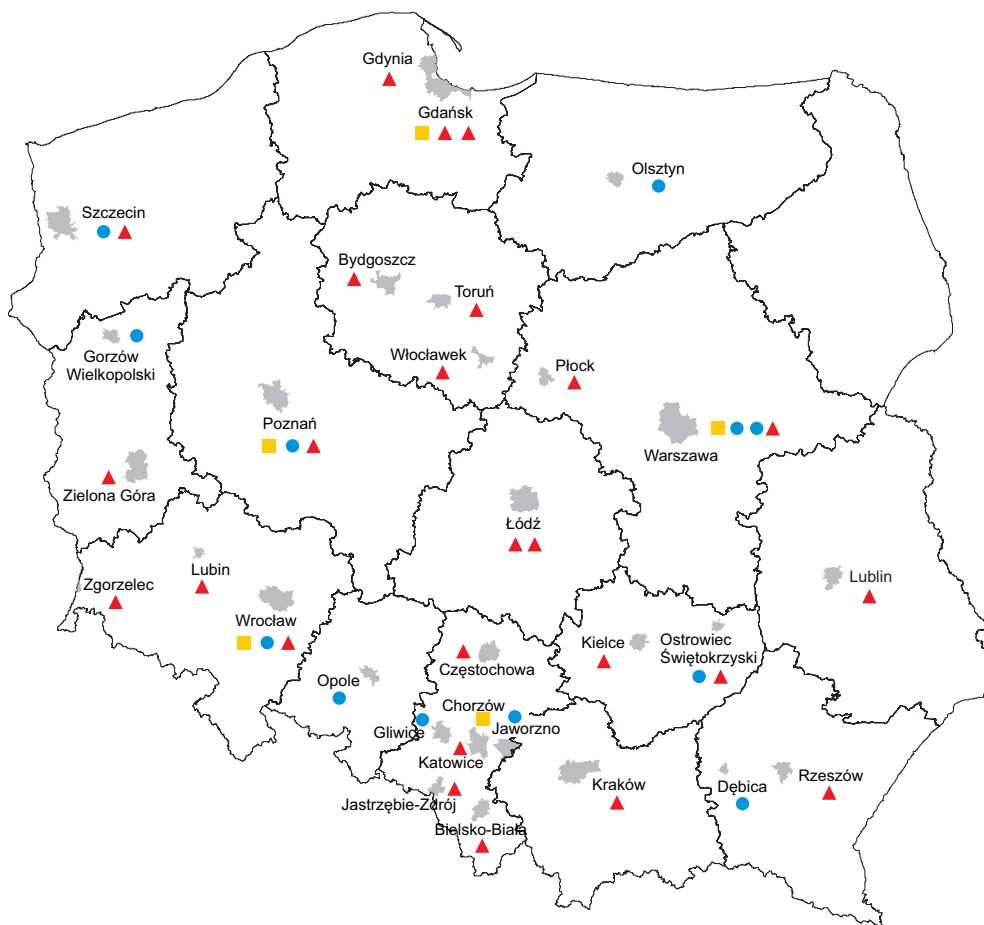 Gdynia
Gdańsk
Olsztyn
Szczecin
Bydgoszcz
Toruń
Włocławek
Płock
Gorzów
Wielkopolski
Poznań
Warszawa
Zielona Góra
Łódź
Zgorzelec
Lubin
Wrocław
Lublin
Kielce
Ostrowiec
Świętokrzyski
Częstochowa
Opole
Chorzów
Gliwice
Jaworzno
Katowice
Jastrzębie-Zdrój
Kraków
Dębica
Rzeszów
Bielsko-Biała